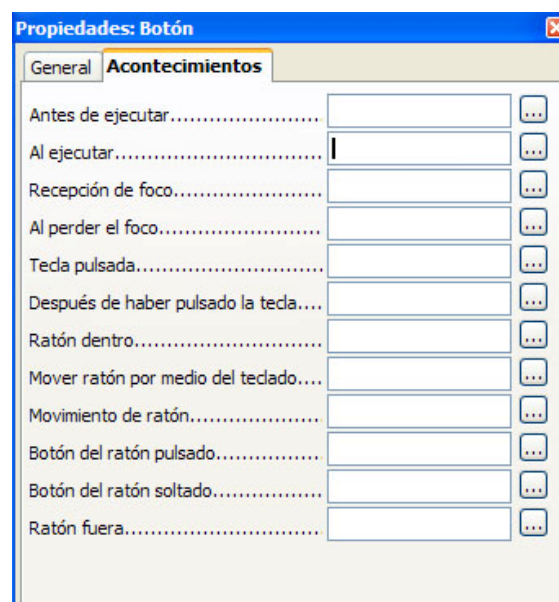 Propiedades: Botón
General Acontecimientos
Antes de ejecutar....................... ...
Al ejecutar............................... ...
Recepción de foco..................... ...
Al perder el foco........................ ...
Tecla pulsada............................ ...
Después de haber pulsado la tecla.... ...
Ratón dentro............................ ...
Mover ratón por medio del teclado.... ...
Movimiento de ratón................... ...
Botón del ratón pulsado................ ...
Botón del ratón soltado................ ...
Ratón fuera............................. ...